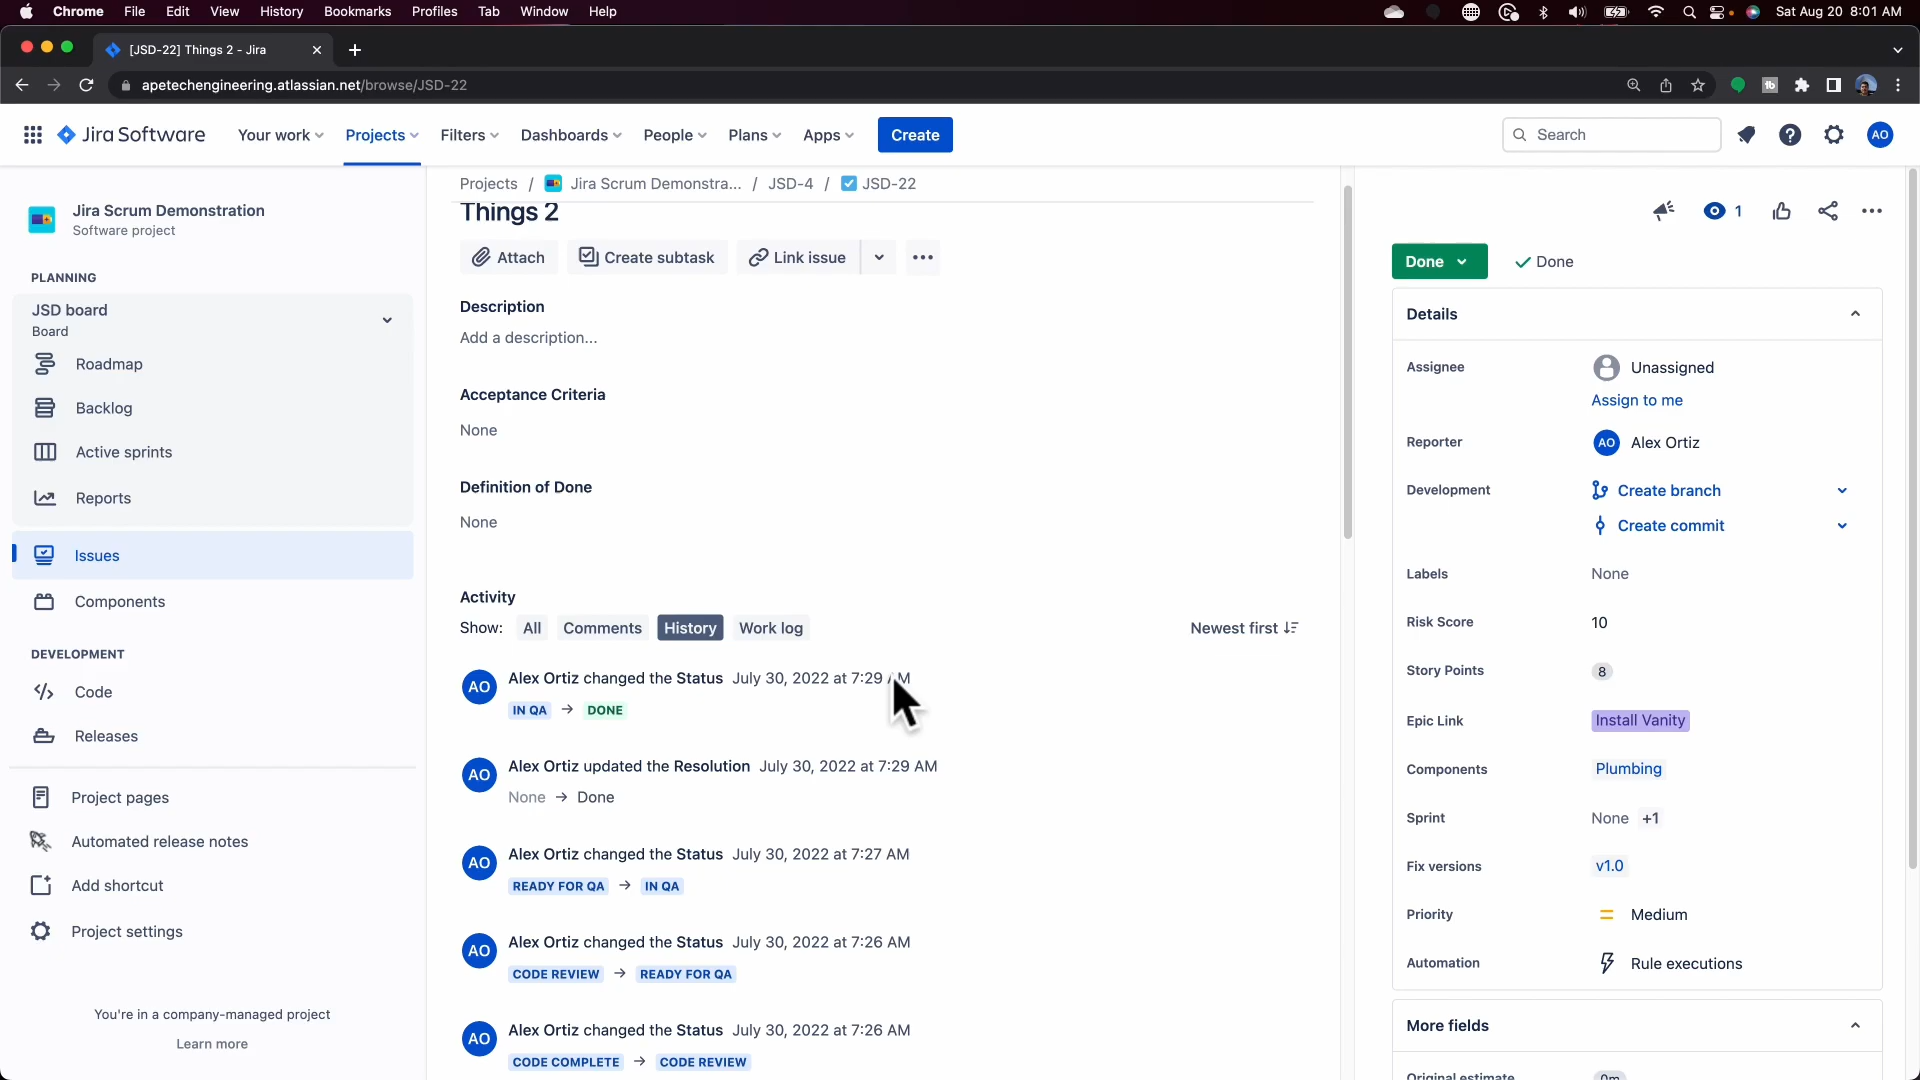 Chrome File Edit View History Bookmarks Profiles Tab Window Help
Sat Aug 20 8:01 AM
[JSD-22] Things 2 - Jira
apetechengineering.atlassian.net/browse/JSD-22
Jira Software
Your work
Projects
Filters
Dashboards
People
Plans
Apps
Create
Search
AO
Jira Scrum Demonstration
Software project
PLANNING
JSD board
Board
Roadmap
Backlog
Active sprints
Reports
Issues
Components
DEVELOPMENT
Code
Releases
Project pages
Automated release notes
Add shortcut
Project settings
You're in a company-managed project
Learn more
Projects / Jira Scrum Demonstra... / JSD-4 / JSD-22
Things 2
Attach
Create subtask
Link issue
Description
Add a description...
Acceptance Criteria
None
Definition of Done
None
Activity
Show: All Comments History Work log
Newest first
AO Alex Ortiz changed the Status July 30, 2022 at 7:29 AM
IN QA → DONE
AO Alex Ortiz updated the Resolution July 30, 2022 at 7:29 AM
None → Done
AO Alex Ortiz changed the Status July 30, 2022 at 7:27 AM
READY FOR QA → IN QA
AO Alex Ortiz changed the Status July 30, 2022 at 7:26 AM
CODE REVIEW → READY FOR QA
AO Alex Ortiz changed the Status July 30, 2022 at 7:26 AM
CODE COMPLETE → CODE REVIEW
1
Done
Done
Details
Assignee Unassigned
Assign to me
Reporter AO Alex Ortiz
Development Create branch
Create commit
Labels None
Risk Score 10
Story Points 8
Epic Link Install Vanity
Components Plumbing
Sprint None +1
Fix versions v1.0
Priority Medium
Automation Rule executions
More fields
Original estimate 0m